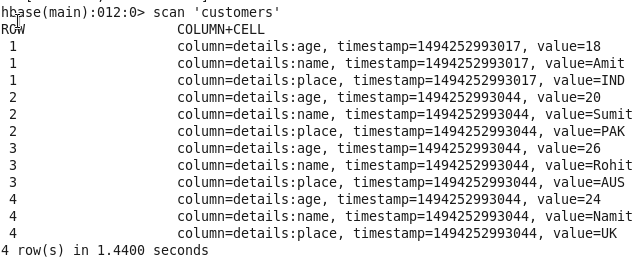 hbase(main):012:0> scan 'customers'
ROW COLUMN+CELL
1 column=details:age, timestamp=1494252993017, value=18
1 column=details:name, timestamp=1494252993017, value=Amit
1 column=details:place, timestamp=1494252993017, value=IND
2 column=details:age, timestamp=1494252993044, value=20
2 column=details:name, timestamp=1494252993044, value=Sumit
2 column=details:place, timestamp=1494252993044, value=PAK
3 column=details:age, timestamp=1494252993044, value=26
3 column=details:name, timestamp=1494252993044, value=Rohit
3 column=details:place, timestamp=1494252993044, value=AUS
4 column=details:age, timestamp=1494252993044, value=24
4 column=details:name, timestamp=1494252993044, value=Namit
4 column=details:place, timestamp=1494252993044, value=UK
4 row(s) in 1.4400 seconds